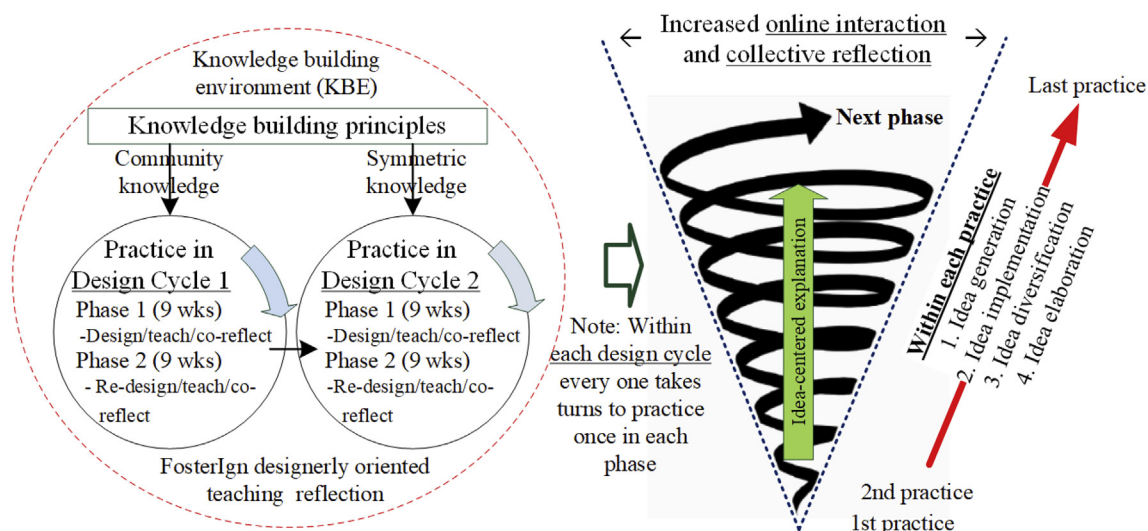 Knowledge building
environment (KBE)
Knowledge building principles
Community
knowledge
Symmetric
knowledge
Practice in
Design Cycle 1
Phase 1 (9 wks)
-Design/teach/co-reflect
Phase 2 (9 wks)
- Re-design/teach/co-
reflect
Practice in
Design Cycle 2
Phase 1 (9 wks)
-Design/teach/co-reflect
Phase 2 (9 wks)
-Re-design/teach/co-
reflect
FosterIgn designerly oriented
teaching reflection
Note: Within
each design cycle
every one takes
turns to practice
once in each
phase
Increased online interaction
and collective reflection
Next phase
Idea-centered explanation
Last practice
Within each practice
1. Idea generation
2. Idea implementation
3. Idea diversification
4. Idea elaboration
2nd practice
1st practice